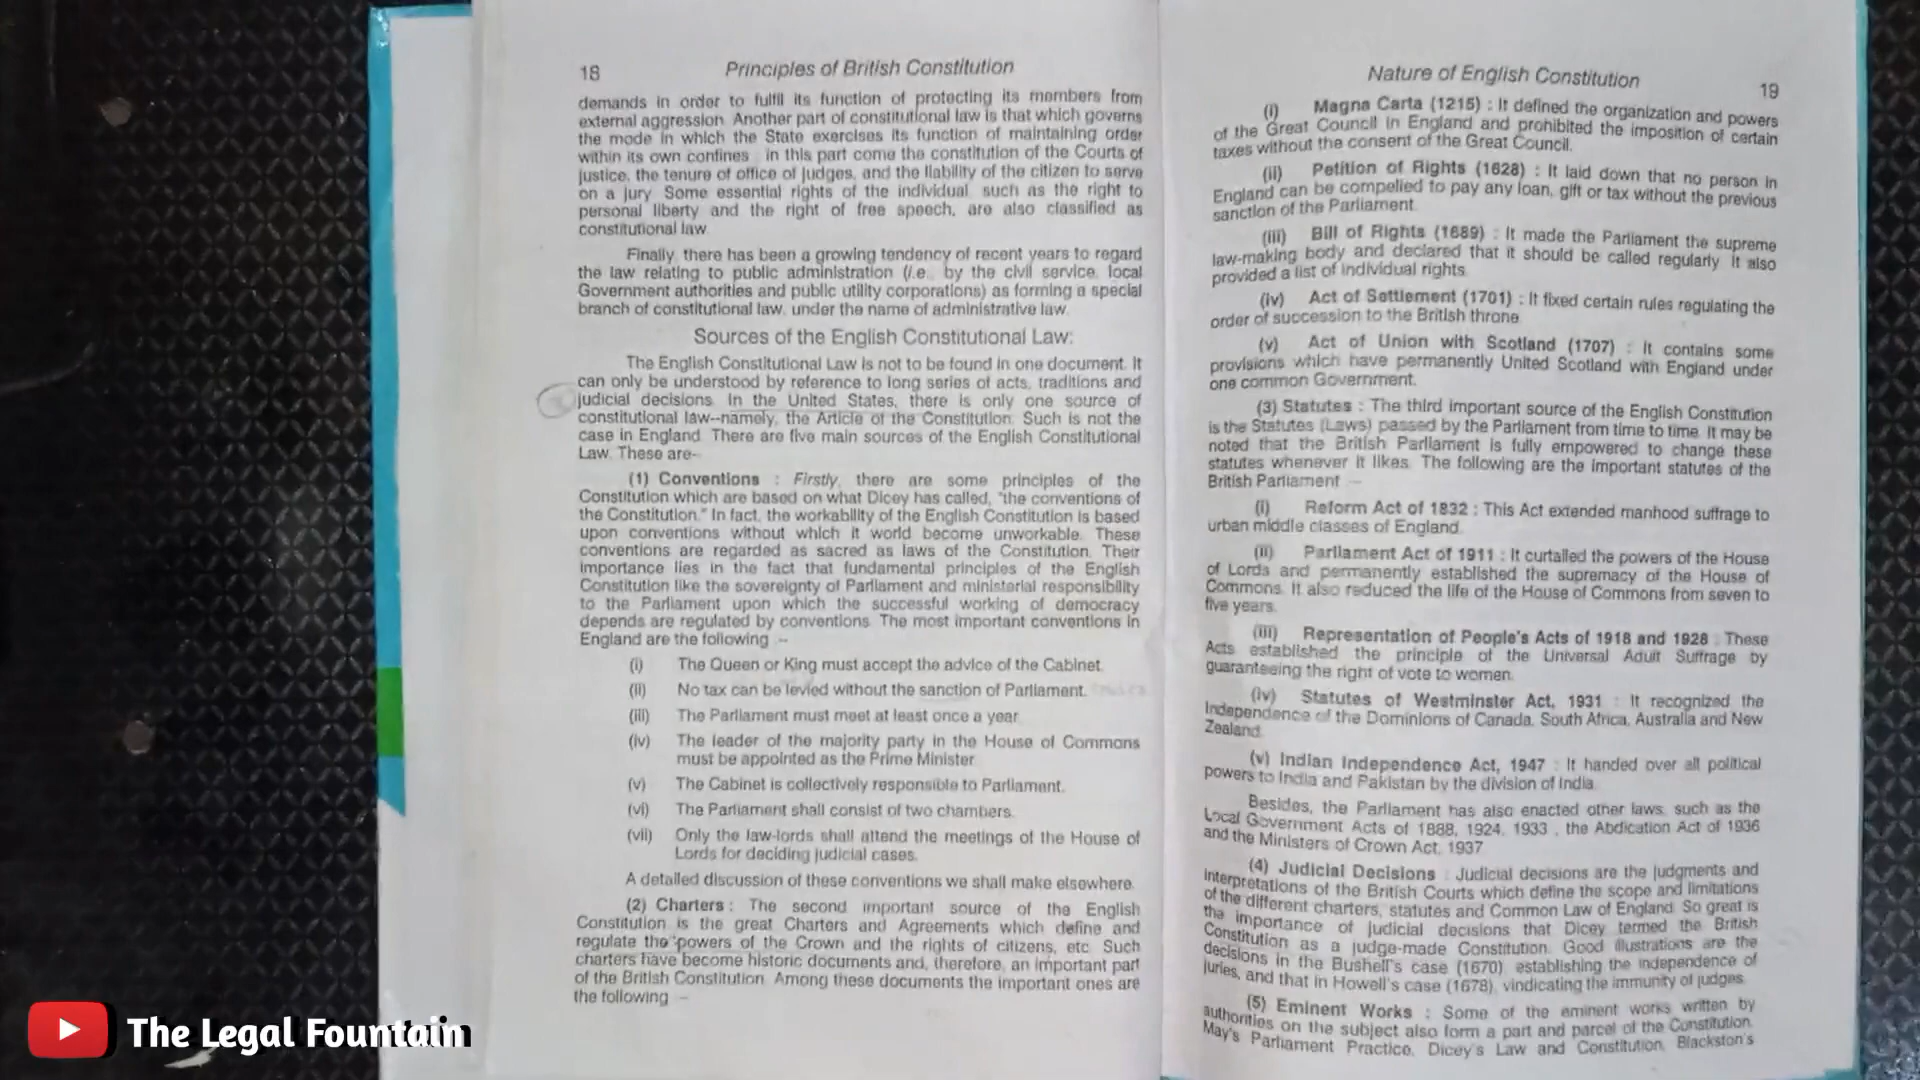 18
Principles of British Constitution
demands in order to fulfil its function of protecting its members from
external aggression. Another part of constitutional law is that which governs
the mode in which the State exercises its function of maintaining order
within its own confines in this part come the constitution of the Courts of
justice, the tenure of office of judges, and the liability of the citizen to serve
on a jury Some essential rights of the individual such as the right to
personal liberty and the right of free speech, are also classified as
constitutional law.
Finally, there has been a growing tendency of recent years to regard
the law relating to public administration (i.e. by the civil service, local
Government authorities and public utility corporations) as forming a special
branch of constitutional law, under the name of administrative law.
Sources of the English Constitutional Law:
The English Constitutional Law is not to be found in one document. It
can only be understood by reference to long series of acts, traditions and
judicial decisions. In the United States, there is only one source of
constitutional law--namely, the Article of the Constitution. Such is not the
case in England. There are five main sources of the English Constitutional
Law. These are-
(1) Conventions : Firstly, there are some principles of the
Constitution which are based on what Dicey has called, "the conventions of
the Constitution." In fact, the workability of the English Constitution is based
upon conventions without which it world become unworkable. These
conventions are regarded as sacred as laws of the Constitution. Their
importance lies in the fact that fundamental principles of the English
Constitution like the sovereignty of Parliament and ministerial responsibility
to the Parliament upon which the successful working of democracy
depends are regulated by conventions. The most important conventions in
England are the following --
(i) The Queen or King must accept the advice of the Cabinet.
(ii) No tax can be levied without the sanction of Parliament.
(iii) The Parliament must meet at least once a year.
(iv) The leader of the majority party in the House of Commons
must be appointed as the Prime Minister.
(v) The Cabinet is collectively responsible to Parliament.
(vi) The Parliament shall consist of two chambers.
(vii) Only the law-lords shall attend the meetings of the House of
Lords for deciding judicial cases.
A detailed discussion of these conventions we shall make elsewhere.
(2) Charters : The second important source of the English
Constitution is the great Charters and Agreements which define and
regulate the powers of the Crown and the rights of citizens, etc. Such
charters have become historic documents and, therefore, an important part
of the British Constitution. Among these documents the important ones are
the following --
Nature of English Constitution
19
(i) Magna Carta (1215) : It defined the organization and powers
of the Great Council in England and prohibited the imposition of certain
taxes without the consent of the Great Council.
(ii) Petition of Rights (1628) : It laid down that no person in
England can be compelled to pay any loan, gift or tax without the previous
sanction of the Parliament.
(iii) Bill of Rights (1689) : It made the Parliament the supreme
law-making body and declared that it should be called regularly. It also
provided a list of individual rights.
(iv) Act of Settlement (1701) : It fixed certain rules regulating the
order of succession to the British throne.
(v) Act of Union with Scotland (1707) : It contains some
provisions which have permanently United Scotland with England under
one common Government.
(3) Statutes : The third important source of the English Constitution
is the Statutes (Laws) passed by the Parliament from time to time. It may be
noted that the British Parliament is fully empowered to change these
statutes whenever it likes. The following are the important statutes of the
British Parliament --
(i) Reform Act of 1832 : This Act extended manhood suffrage to
urban middle classes of England.
(ii) Parliament Act of 1911 : It curtailed the powers of the House
of Lords and permanently established the supremacy of the House of
Commons. It also reduced the life of the House of Commons from seven to
five years.
(iii) Representation of People's Acts of 1918 and 1928 : These
Acts established the principle of the Universal Adult Suffrage by
guaranteeing the right of vote to women.
(iv) Statutes of Westminster Act, 1931 : It recognized the
Independence of the Dominions of Canada, South Africa, Australia and New
Zealand.
(v) Indian Independence Act, 1947 : It handed over all political
powers to India and Pakistan by the division of India.
Besides, the Parliament has also enacted other laws, such as the
Local Government Acts of 1888, 1924, 1933 , the Abdication Act of 1936
and the Ministers of Crown Act, 1937.
(4) Judicial Decisions : Judicial decisions are the judgments and
interpretations of the British Courts which define the scope and limitations
of the different charters, statutes and Common Law of England. So great is
the importance of judicial decisions that Dicey termed the British
Constitution as a judge-made Constitution. Good illustrations are the
decisions in the Bushell's case (1670), establishing the independence of
juries, and that in Howell's case (1678), vindicating the immunity of judges.
(5) Eminent Works : Some of the eminent works written by
authorities on the subject also form a part and parcel of the Constitution.
May's Parliament Practice, Dicey's Law and Constitution, Blackston's
The Legal Fountain